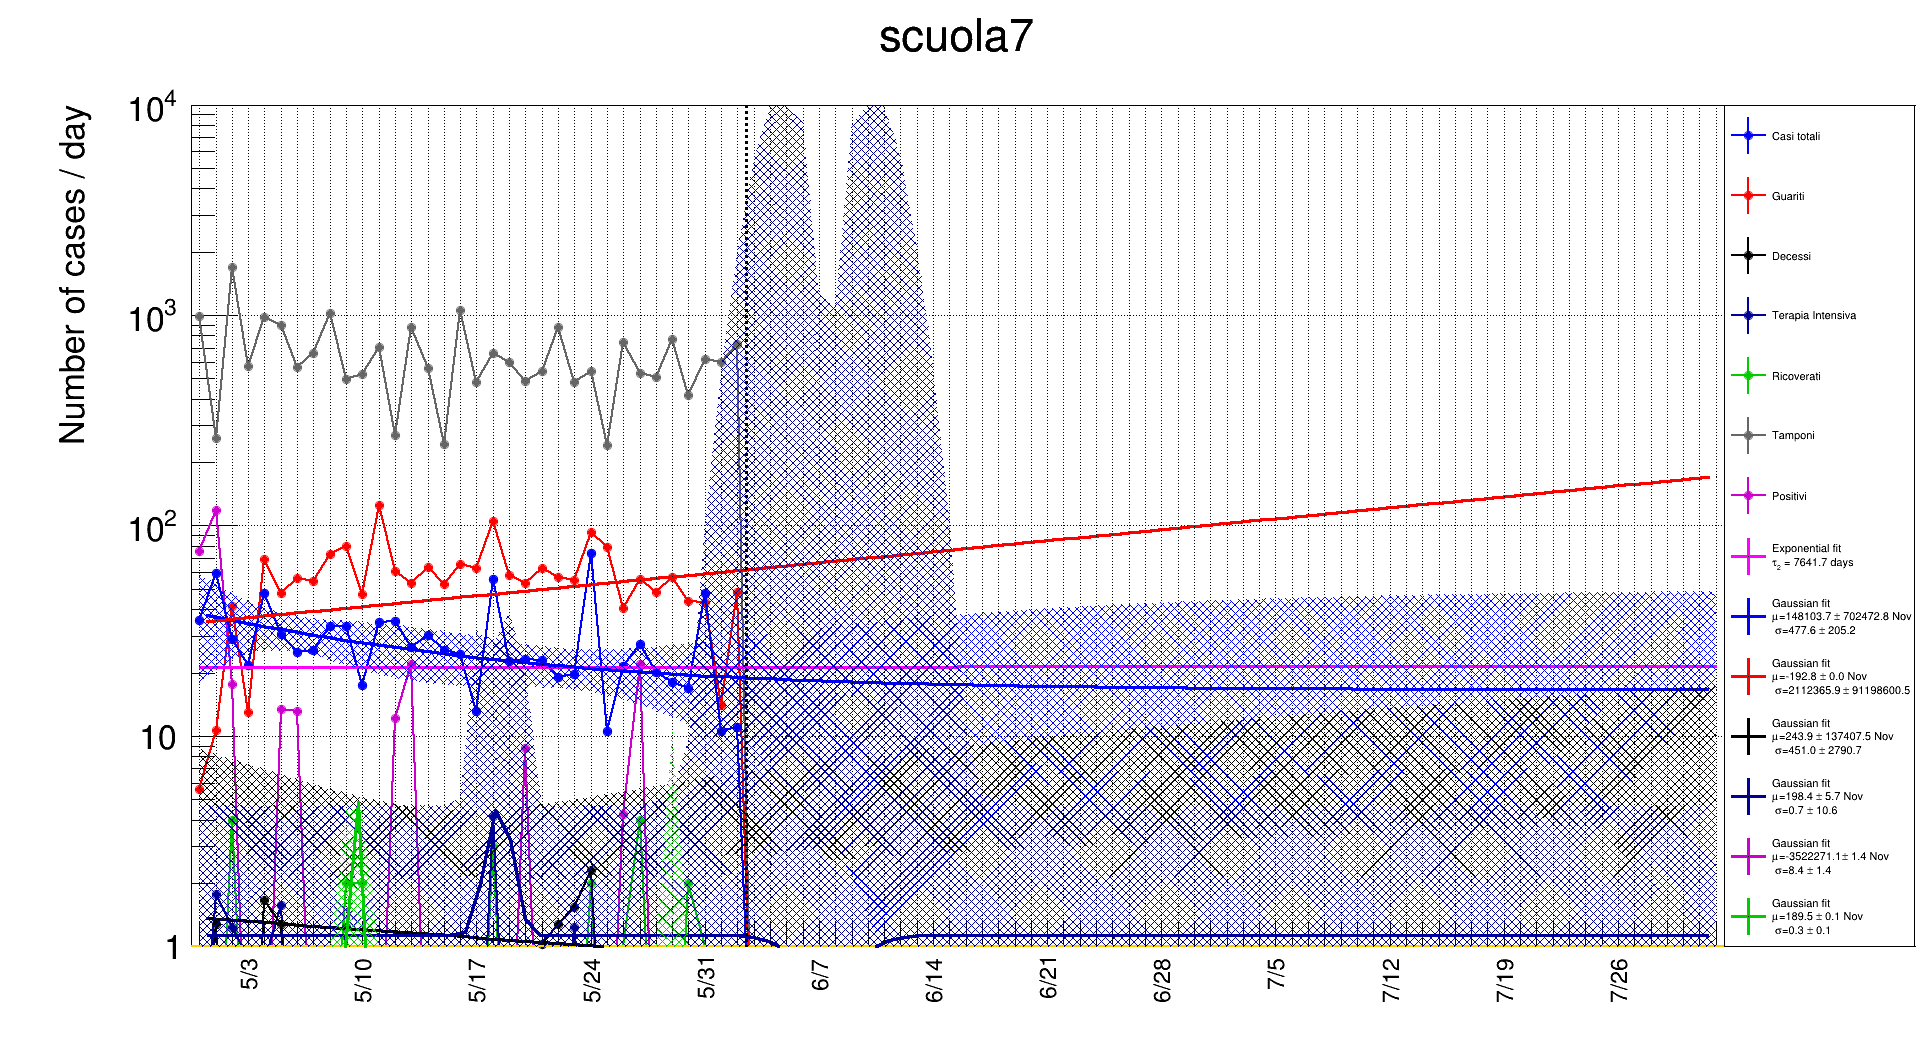 scuola7
Number of cases / day
10^4
10^3
10^2
10
1
5/3
5/10
5/17
5/24
5/31
6/7
6/14
6/21
6/28
7/5
7/12
7/19
7/26
Casi totali
Guariti
Decessi
Terapia Intensiva
Ricoverati
Tamponi
Positivi
Exponential fit
τ₂ = 7641.7 days
Gaussian fit
μ=148103.7 ± 702472.8 Nov
σ=477.6 ± 205.2
Gaussian fit
μ=-192.8 ± 0.0 Nov
σ=2112365.9 ± 91198600.5
Gaussian fit
μ=243.9 ± 137407.5 Nov
σ=451.0 ± 2790.7
Gaussian fit
μ=198.4 ± 5.7 Nov
σ=0.7 ± 10.6
Gaussian fit
μ=-3522271.1 ± 1.4 Nov
σ=8.4 ± 1.4
Gaussian fit
μ=189.5 ± 0.1 Nov
σ=0.3 ± 0.1